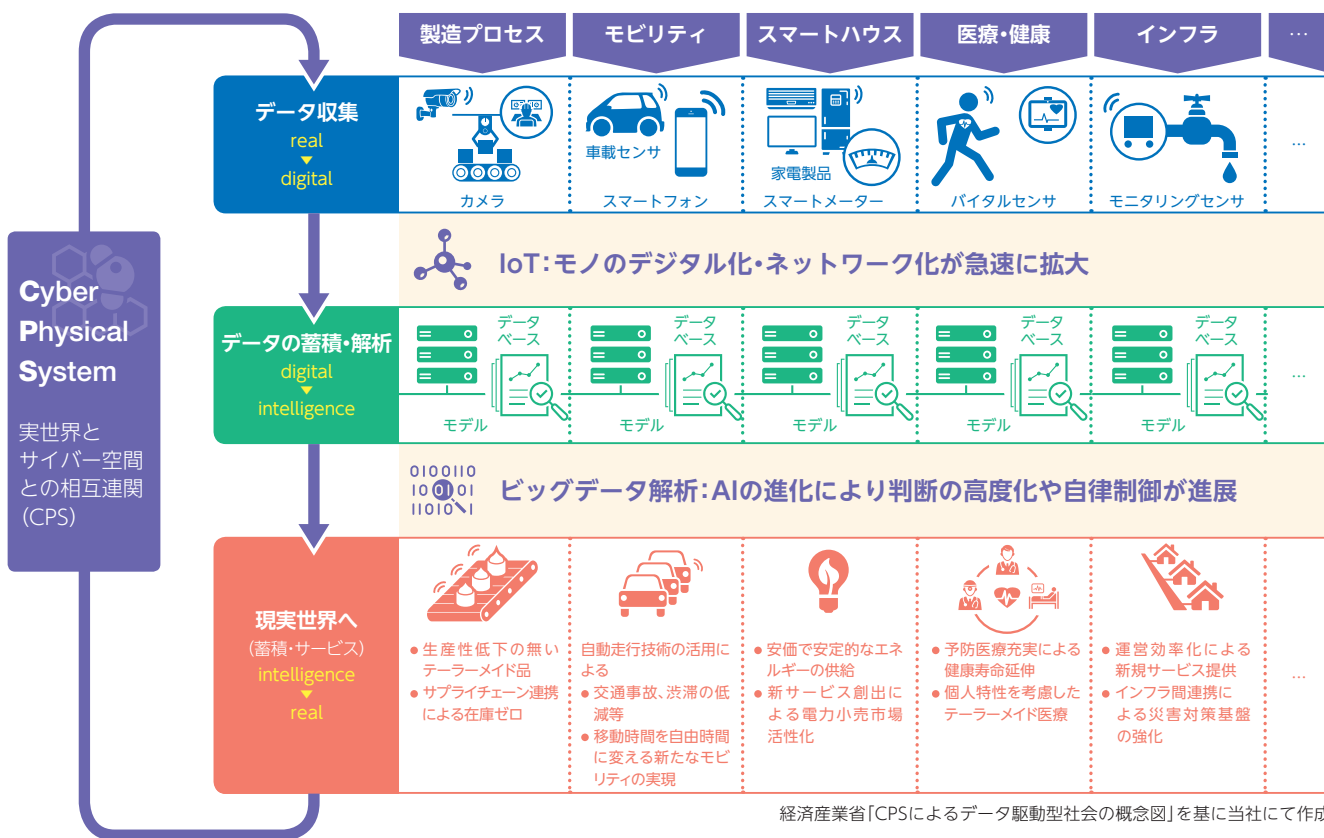 製造プロセス
モビリティ
スマートハウス
医療・健康
インフラ
…
データ収集
real
▼
digital
車載センサ
家電製品
カメラ
スマートフォン
スマートメーター
バイタルセンサ
モニタリングセンサ
…
IoT：モノのデジタル化・ネットワーク化が急速に拡大
Cyber
Physical
System
実世界と
サイバー空間
との相互連関
(CPS)
データの蓄積・解析
digital
▼
intelligence
データ
ベース
モデル
データ
ベース
モデル
データ
ベース
モデル
データ
ベース
モデル
データ
ベース
モデル
…
0100110
10 01 01
11010 1
ビッグデータ解析：AIの進化により判断の高度化や自律制御が進展
現実世界へ
(蓄積・サービス)
intelligence
▼
real
● 生産性低下の無い
テーラーメイド品
● サプライチェーン連携
による在庫ゼロ
自動走行技術の活用に
よる
● 交通事故、渋滞の低
減等
● 移動時間を自由時間
に変える新たなモビ
リティの実現
● 安価で安定的なエネ
ルギーの供給
● 新サービス創出に
よる電力小売市場
活性化
● 予防医療充実による
健康寿命延伸
● 個人特性を考慮した
テーラーメイド医療
● 運営効率化による
新規サービス提供
● インフラ間連携に
よる災害対策基盤
の強化
…
経済産業省「CPSによるデータ駆動型社会の概念図」を基に当社にて作成